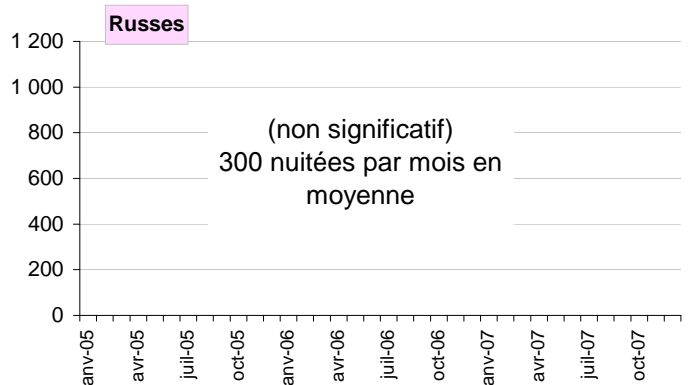 Russes
1 200
1 000
800
600
400
200
0
(non significatif)
300 nuitées par mois en
moyenne
anv-05
avr-05
juil-05
oct-05
anv-06
avr-06
juil-06
oct-06
anv-07
avr-07
juil-07
oct-07